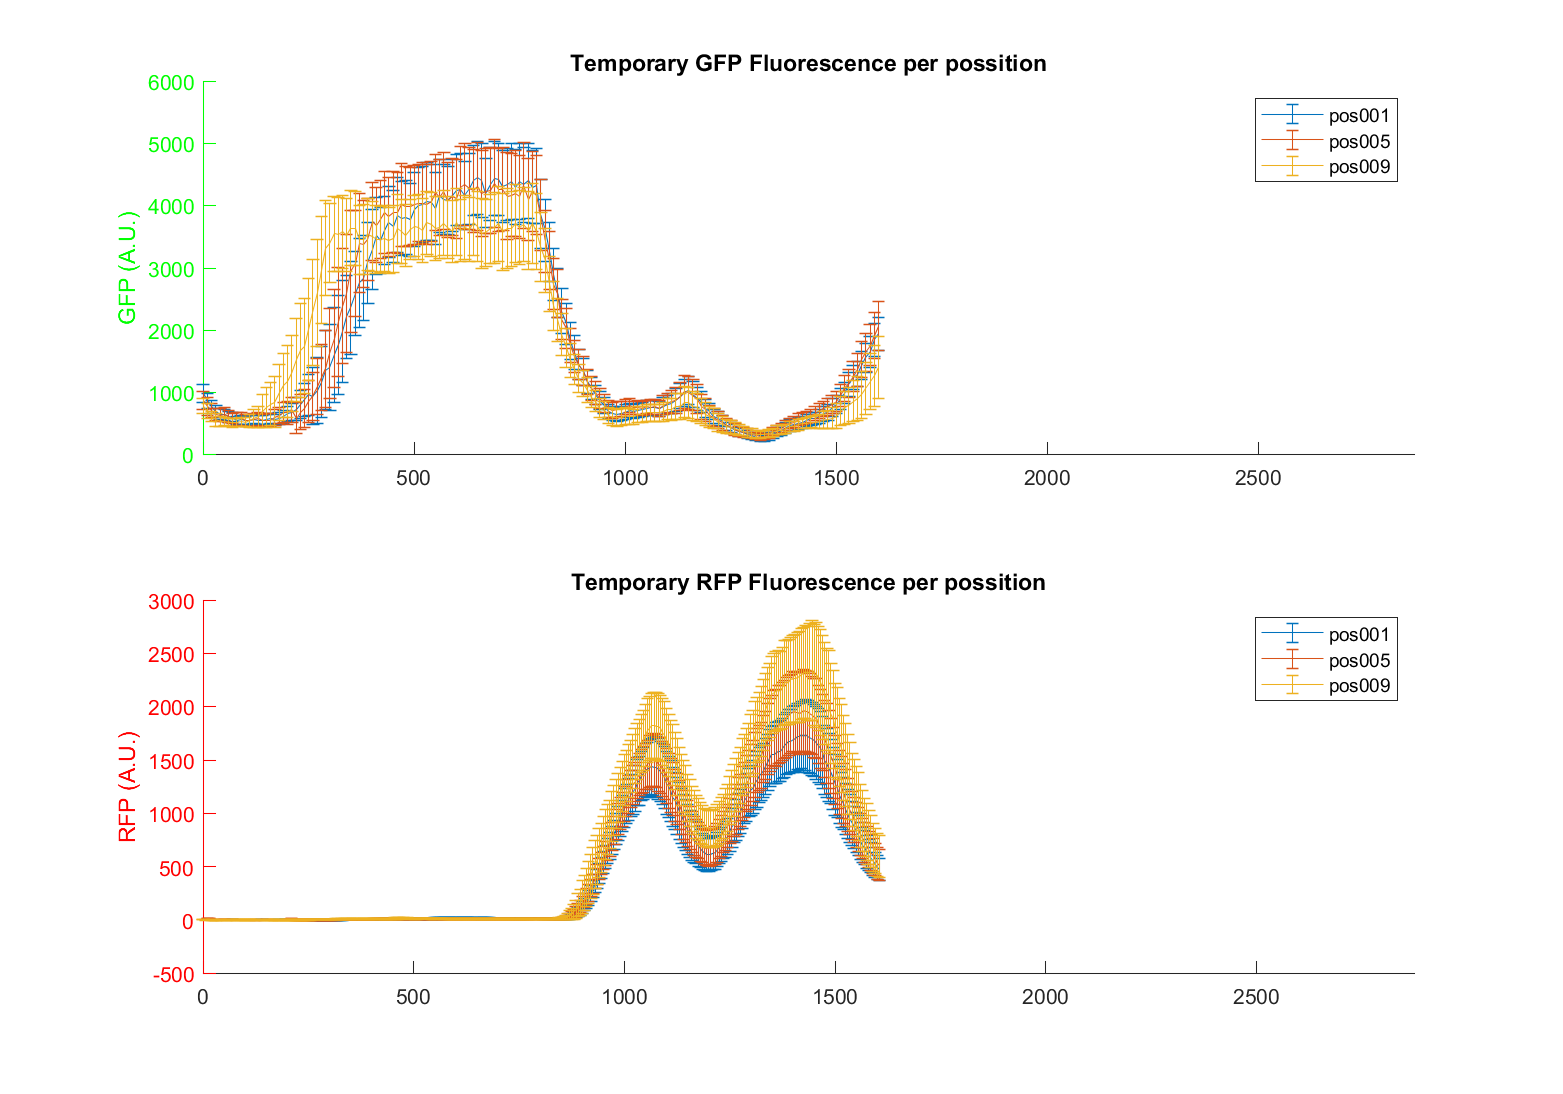 Temporary GFP Fluorescence per possition
6000
5000
4000
3000
2000
1000
0
GFP (A.U.)
pos001
pos005
pos009
0 500 1000 1500 2000 2500
Temporary RFP Fluorescence per possition
3000
2500
2000
1500
1000
500
0
-500
RFP (A.U.)
pos001
pos005
pos009
0 500 1000 1500 2000 2500